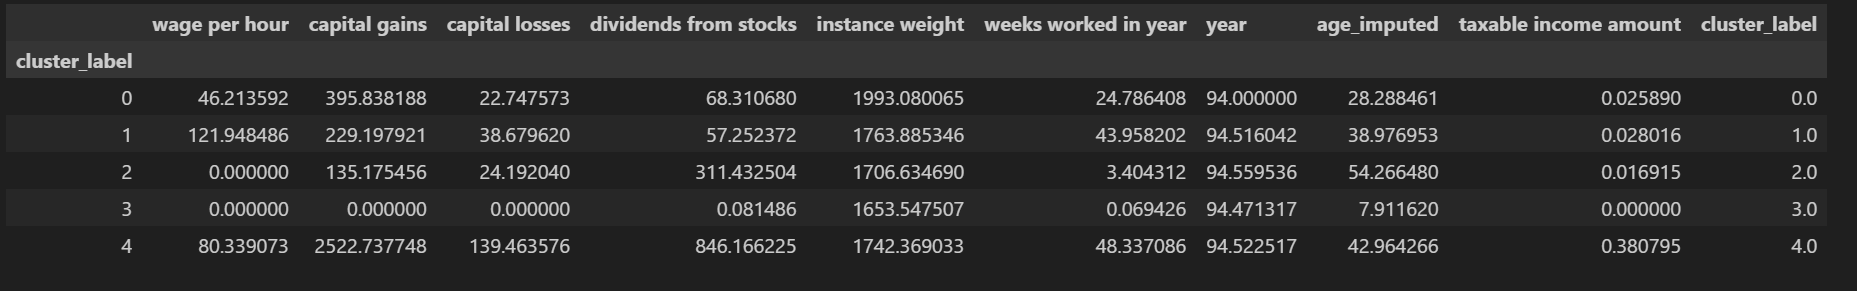 wage per hour capital gains capital losses dividends from stocks instance weight weeks worked in year year age_imputed taxable income amount cluster_label
cluster_label
0 46.213592 395.838188 22.747573 68.310680 1993.080065 24.786408 94.000000 28.288461 0.025890 0.0
1 121.948486 229.197921 38.679620 57.252372 1763.885346 43.958202 94.516042 38.976953 0.028016 1.0
2 0.000000 135.175456 24.192040 311.432504 1706.634690 3.404312 94.559536 54.266480 0.016915 2.0
3 0.000000 0.000000 0.000000 0.081486 1653.547507 0.069426 94.471317 7.911620 0.000000 3.0
4 80.339073 2522.737748 139.463576 846.166225 1742.369033 48.337086 94.522517 42.964266 0.380795 4.0